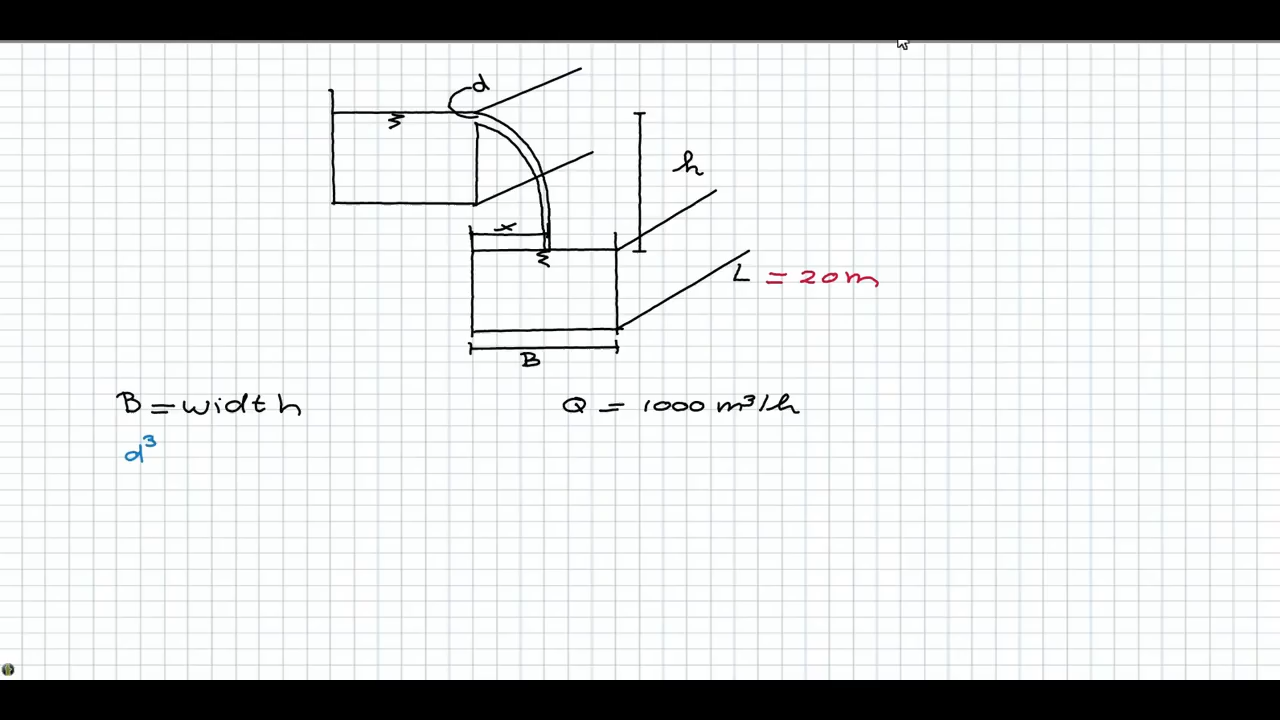 d
h
x
L = 20m
B
B = width
Q = 1000 m³/h
d³